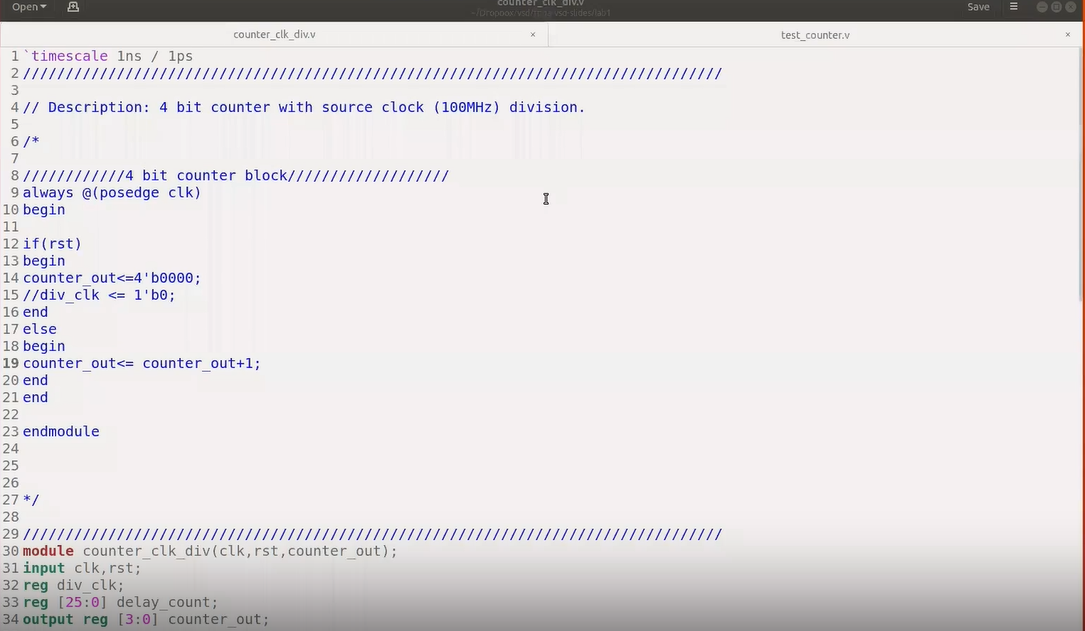 Open
counter_clk_div.v
Save
counter_clk_div.v
test_counter.v
1 `timescale 1ns / 1ps
2 //////////////////////////////////////////////////////////////////////////////////
3
4 // Description: 4 bit counter with source clock (100MHz) division.
5
6 /*
7
8 ////////////4 bit counter block///////////////////
9 always @(posedge clk)
10 begin
11
12 if(rst)
13 begin
14 counter_out<=4'b0000;
15 //div_clk <= 1'b0;
16 end
17 else
18 begin
19 counter_out<= counter_out+1;
20 end
21 end
22
23 endmodule
24
25
26
27 */
28
29 //////////////////////////////////////////////////////////////////////////////////
30 module counter_clk_div(clk,rst,counter_out);
31 input clk,rst;
32 reg div_clk;
33 reg [25:0] delay_count;
34 output reg [3:0] counter_out;